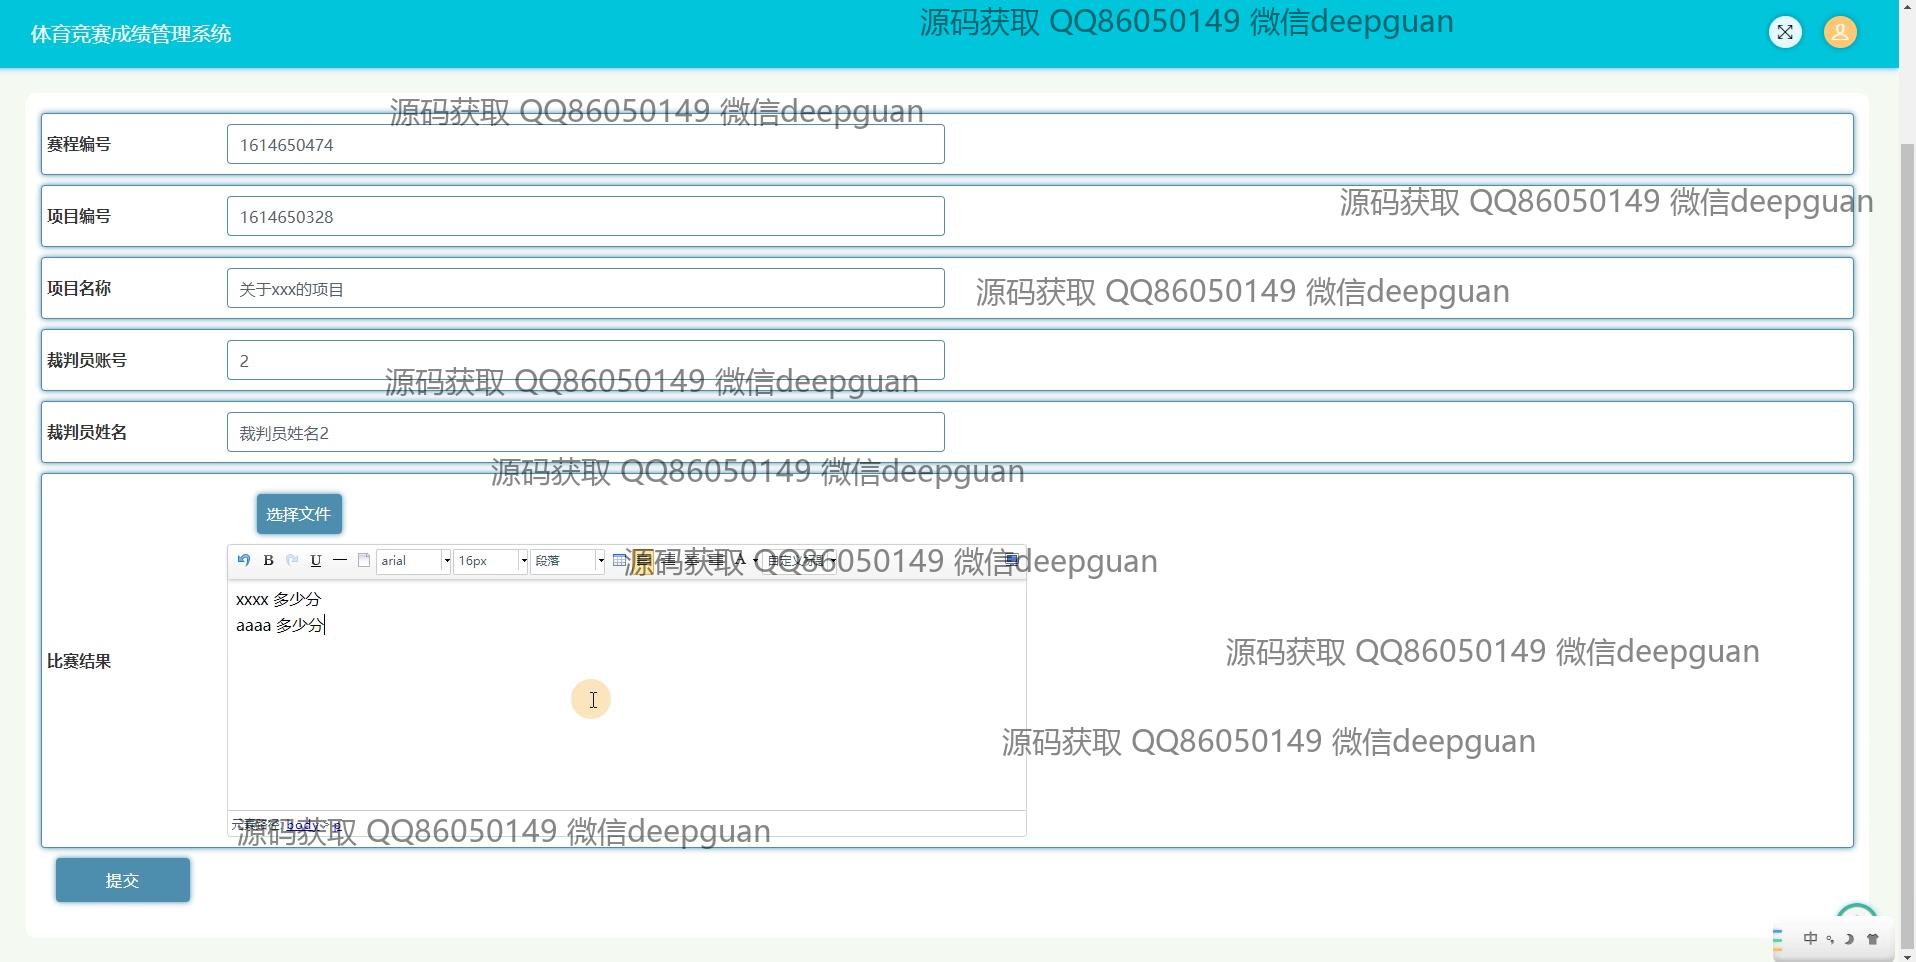 体育竞赛成绩管理系统
源码获取 QQ86050149 微信deepguan
源码获取 QQ86050149 微信deepguan
赛程编号
1614650474
源码获取 QQ86050149 微信deepguan
项目编号
1614650328
源码获取 QQ86050149 微信deepguan
项目名称
关于xxx的项目
裁判员账号
2
源码获取 QQ86050149 微信deepguan
裁判员姓名
裁判员姓名2
源码获取 QQ86050149 微信deepguan
选择文件
B U arial 16px 段落 A 自定义标题
源码获取 QQ86050149 微信deepguan
xxxx 多少分
aaaa 多少分
比赛结果
源码获取 QQ86050149 微信deepguan
源码获取 QQ86050149 微信deepguan
元素路径: body > p
源码获取 QQ86050149 微信deepguan
提交
中